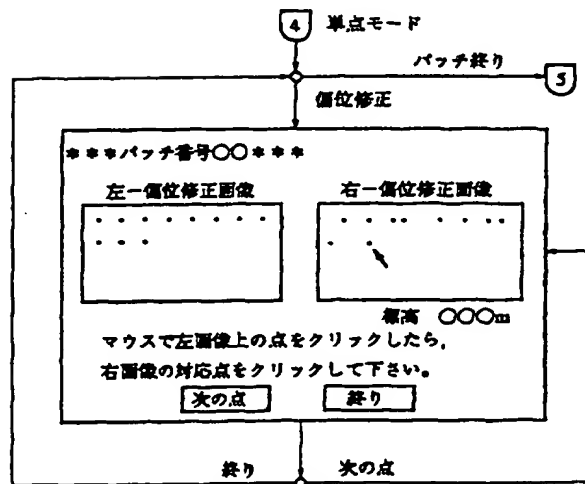 4 単点モード
パッチ終り
5
偏位修正
***パッチ番号○○***
左-偏位修正画像 右-偏位修正画像
標高 ○○○m
マウスで左画像上の点をクリックしたら,
右画像の対応点をクリックして下さい。
次の点 終り
終り 次の点